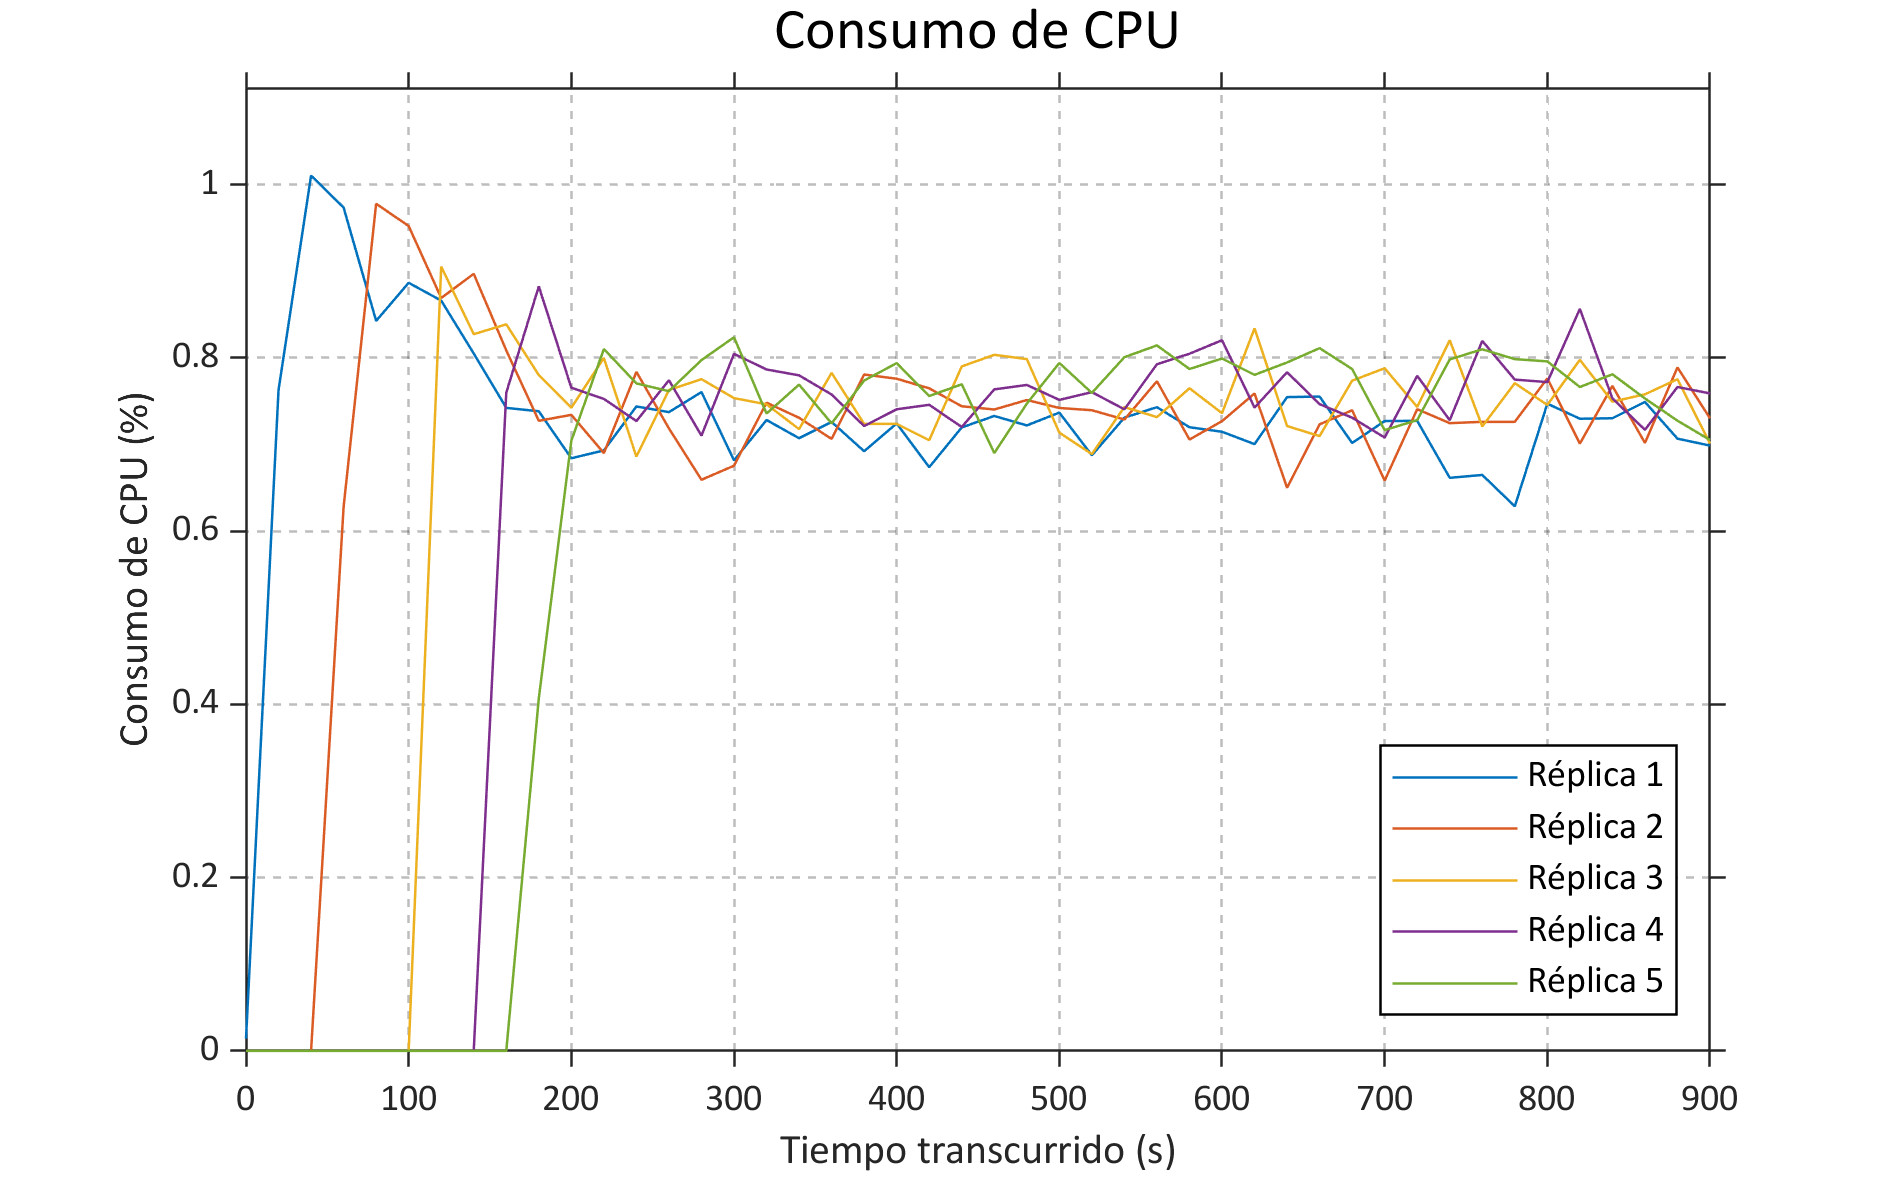 Consumo de CPU
Consumo de CPU (%)
1
0.8
0.6
0.4
0.2
0
0 100 200 300 400 500 600 700 800 900
Tiempo transcurrido (s)
Réplica 1
Réplica 2
Réplica 3
Réplica 4
Réplica 5